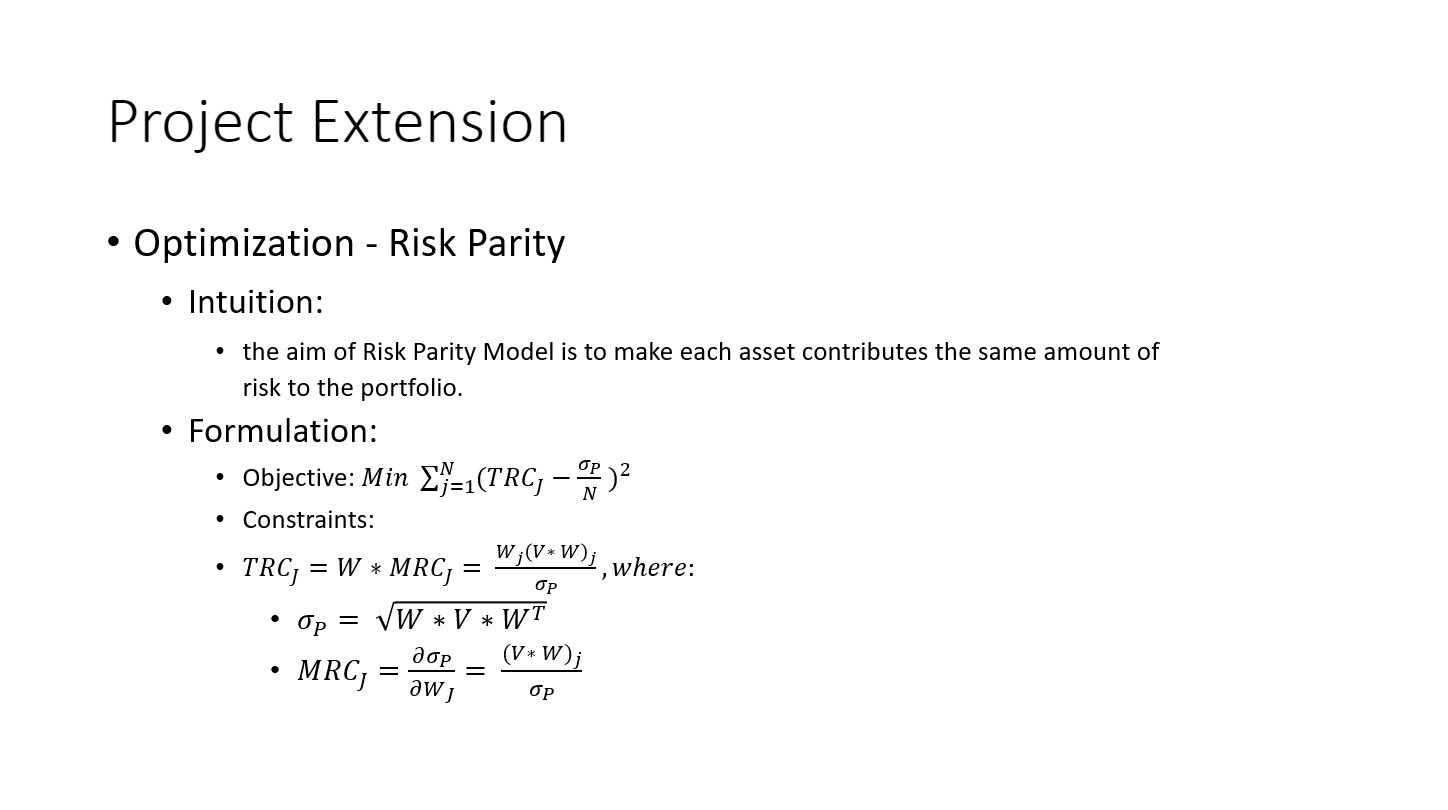 Project Extension
• Optimization - Risk Parity
• Intuition:
• the aim of Risk Parity Model is to make each asset contributes the same amount of
risk to the portfolio.
• Formulation:
• Objective: $Min \sum_{j=1}^{N} (TRC_J - \frac{\sigma_P}{N})^2$
• Constraints:
• $TRC_J = W * MRC_J = \frac{W_j(V*W)_j}{\sigma_P}, where:$
• $\sigma_P = \sqrt{W * V * W^T}$
• $MRC_J = \frac{\partial \sigma_P}{\partial W_J} = \frac{(V*W)_j}{\sigma_P}$